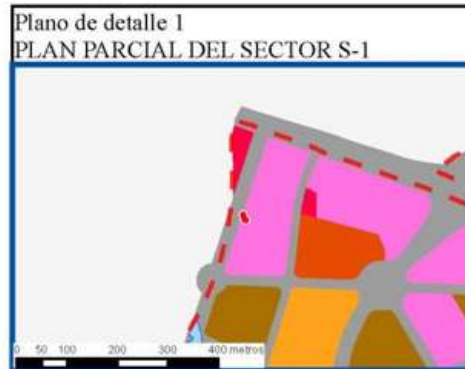 Plano de detalle 1
PLAN PARCIAL DEL SECTOR S-1
0 50 100 200 300 400 metros